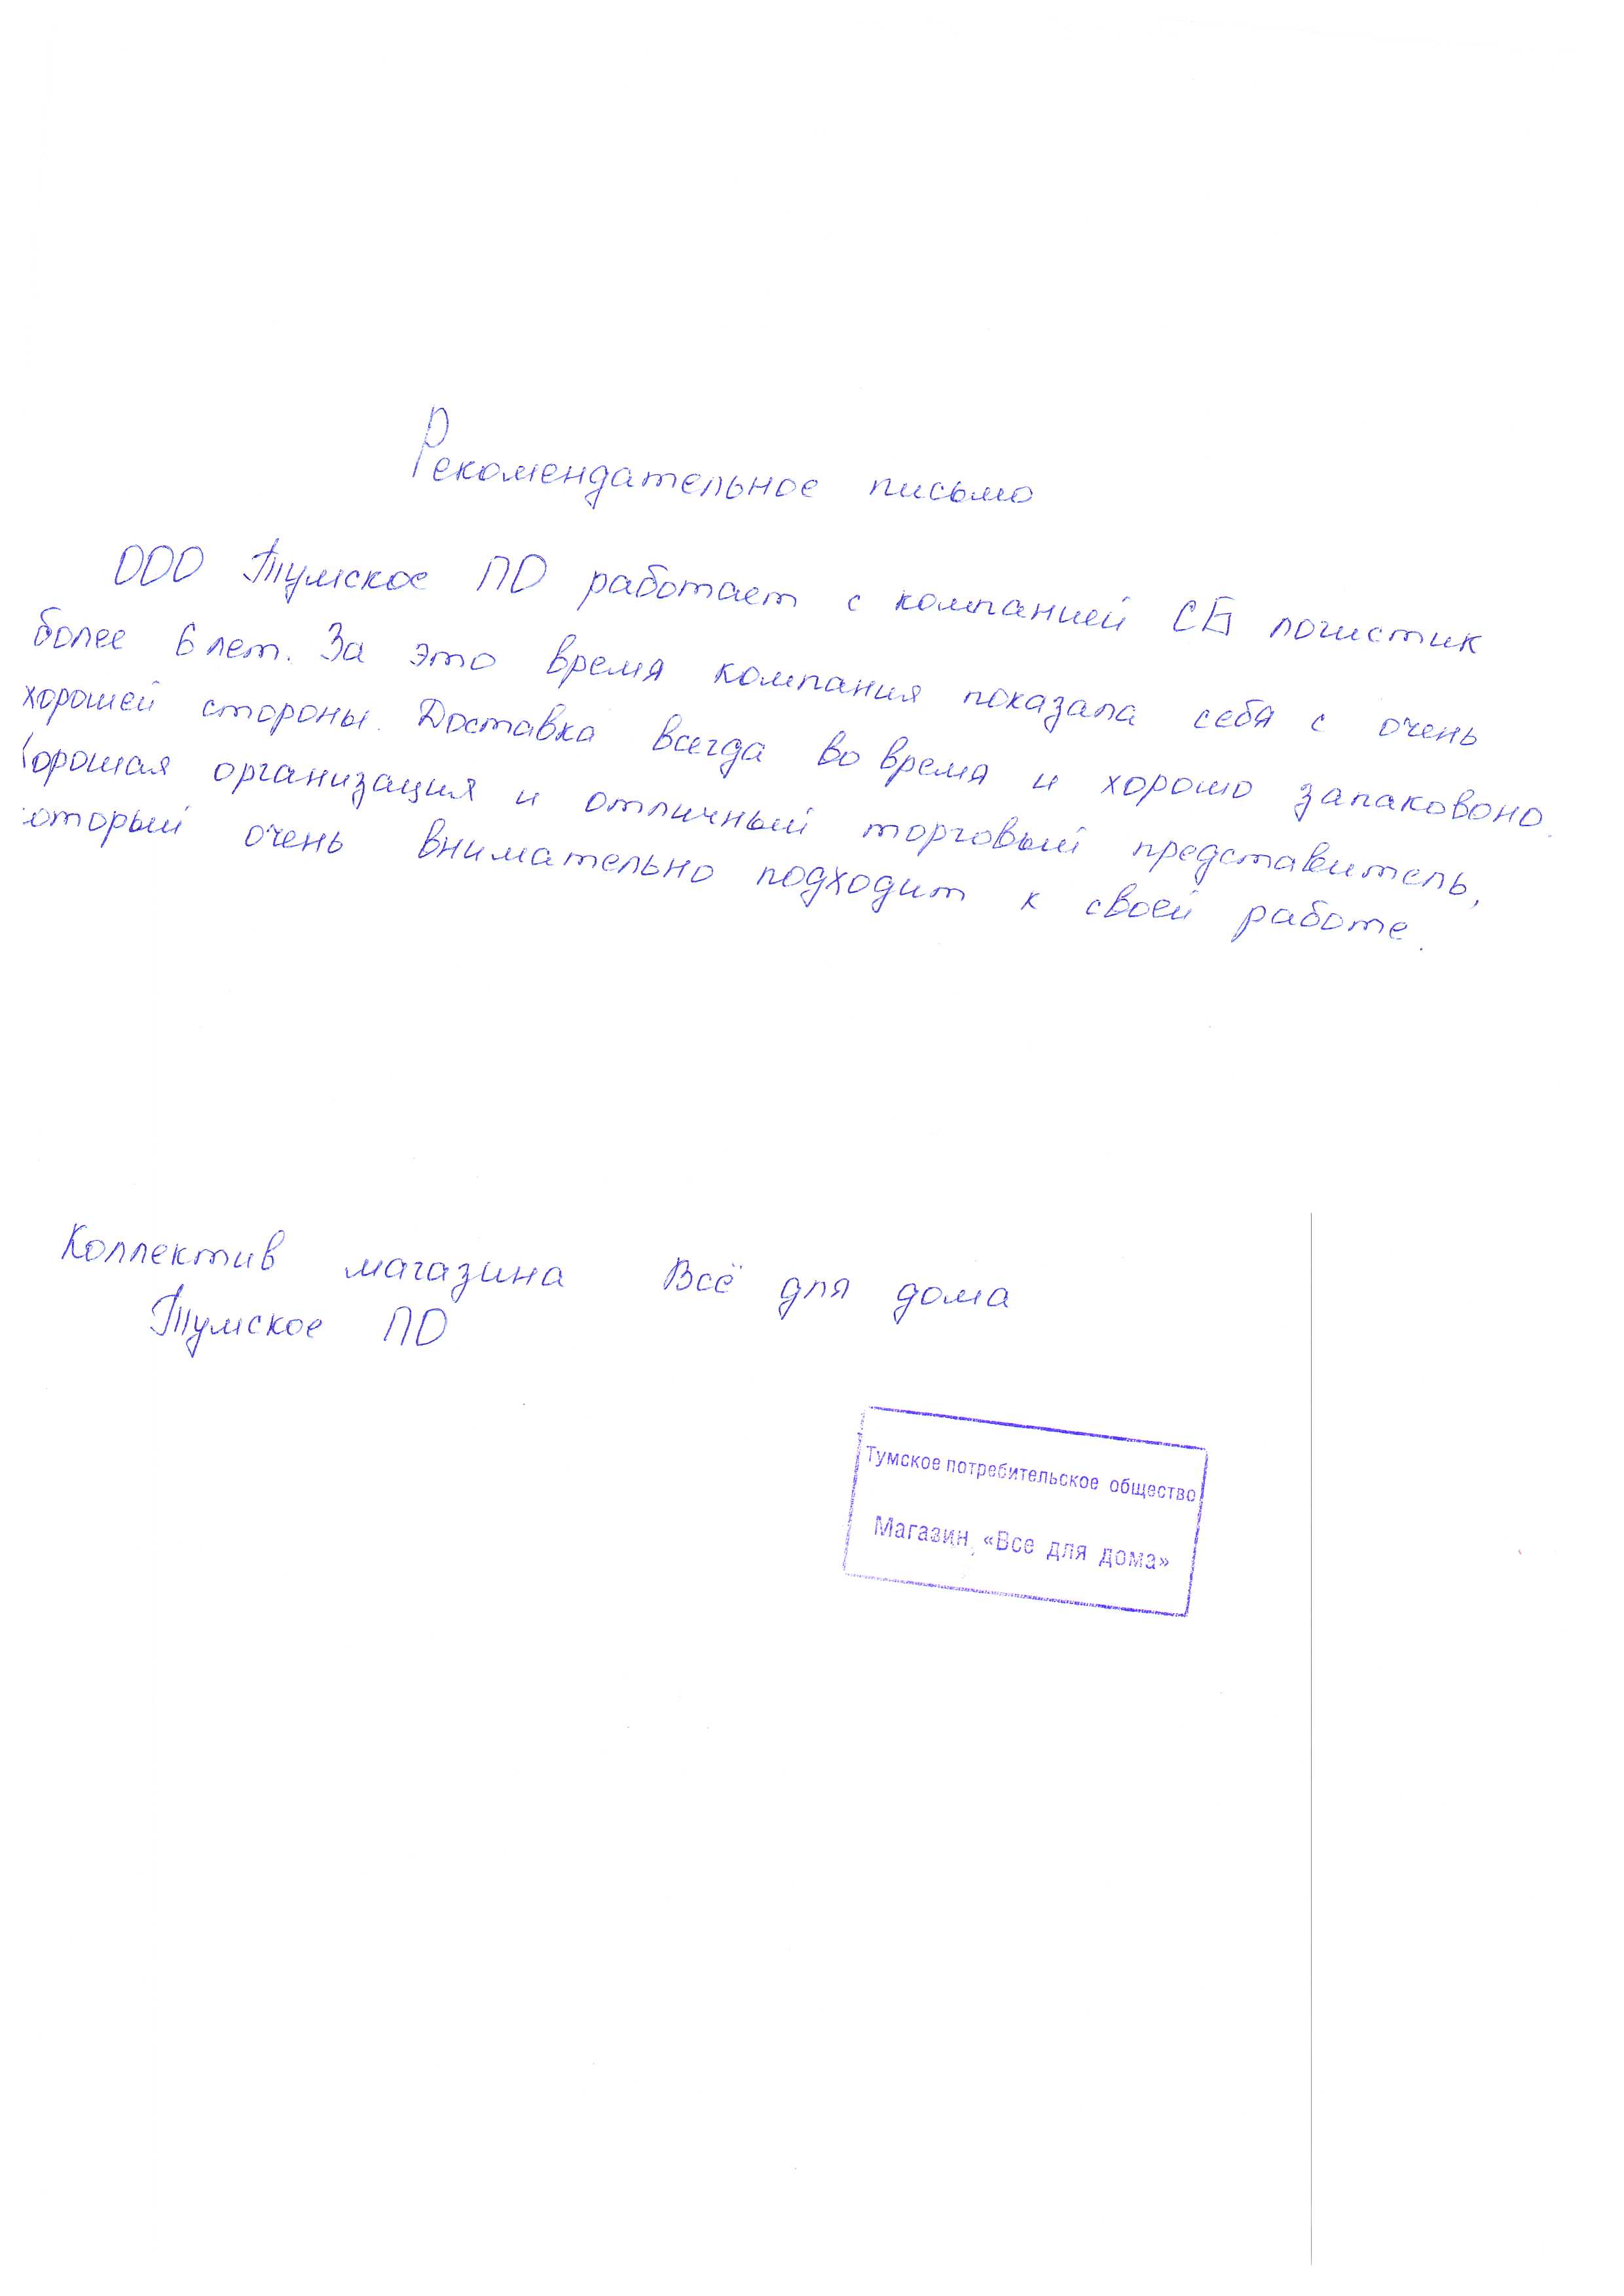 Рекомендательное письмо
ООО Тумское ПО работает с компанией СБ логистик
более 6 лет. За это время компания показала себя с очень
хорошей стороны. Доставка всегда во время и хорошо запаковоно.
Хорошая организация и отличный торговый представитель,
который очень внимательно подходит к своей работе.
Коллектив магазина Всё для дома
Тумское ПО
Тумское потребительское общество
Магазин «Все для дома»